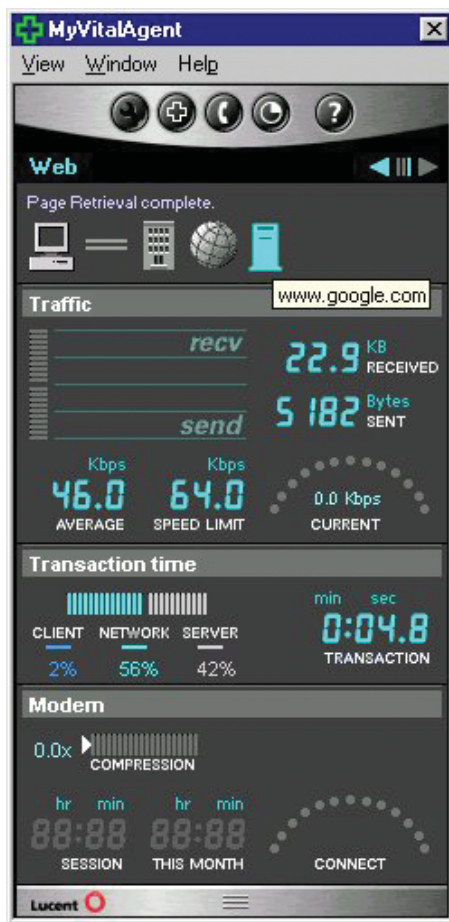 MyVitalAgent
View Window Help
?
Web
Page Retrieval complete.
www.google.com
Traffic
recv
send
22.9 KB RECEIVED
5182 Bytes SENT
Kbps Kbps
46.0 64.0
AVERAGE SPEED LIMIT
0.0 Kbps
CURRENT
Transaction time
CLIENT NETWORK SERVER
2% 56% 42%
min sec
0:04.8
TRANSACTION
Modem
0.0x
COMPRESSION
hr min hr min
88:88 88:88
SESSION THIS MONTH
CONNECT
Lucent